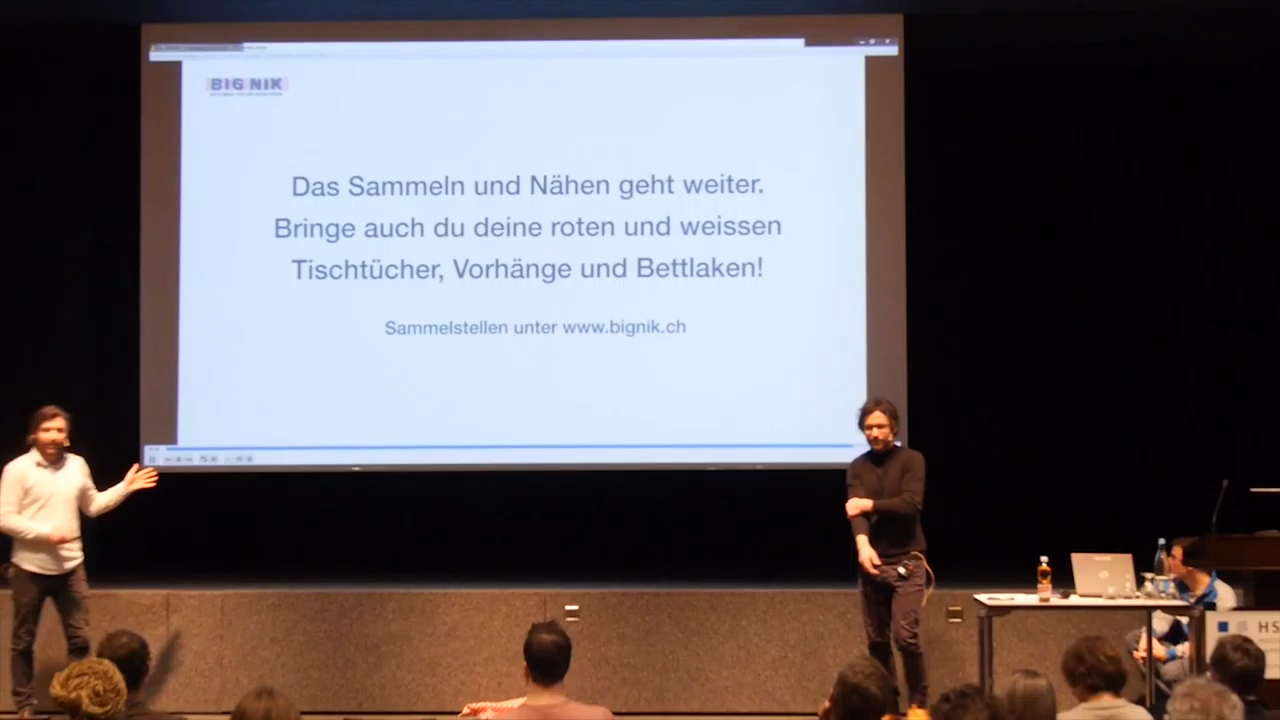 BIG NIK
Das Sammeln und Nähen geht weiter.
Bringe auch du deine roten und weissen
Tischtücher, Vorhänge und Bettlaken!
Sammelstellen unter www.bignik.ch
HS